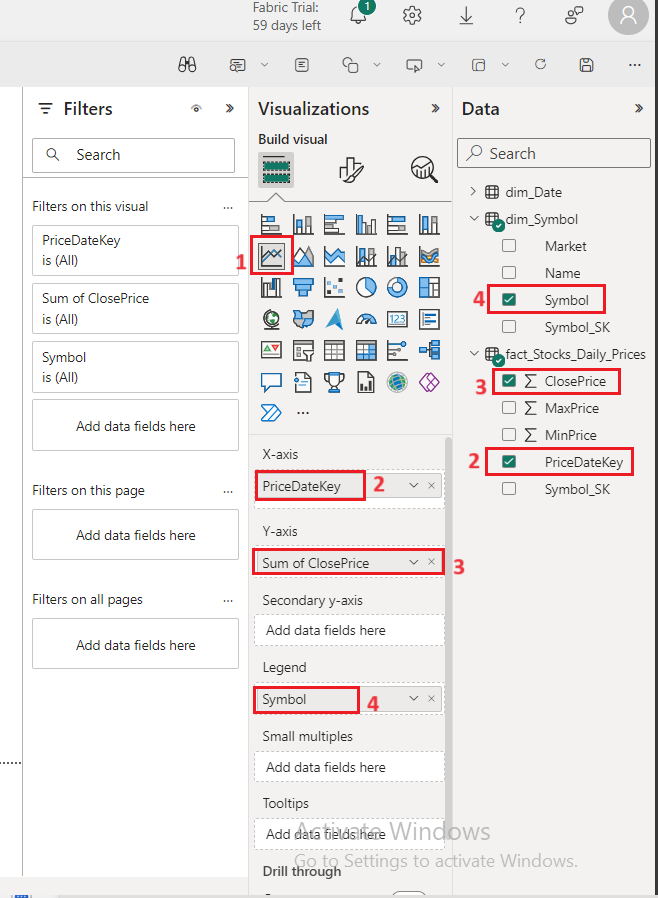 Fabric Trial:
59 days left
1
Filters
Search
Filters on this visual
...
PriceDateKey
is (All)
Sum of ClosePrice
is (All)
Symbol
is (All)
Add data fields here
Filters on this page
...
Add data fields here
Filters on all pages
...
Add data fields here
Visualizations
Build visual
1
123
...
X-axis
PriceDateKey
2
Y-axis
Sum of ClosePrice
3
Secondary y-axis
Add data fields here
Legend
Symbol
4
Small multiples
Add data fields here
Tooltips
Add data fields here
Drill through
Data
Search
dim_Date
dim_Symbol
Market
Name
4 Symbol
Symbol_SK
fact_Stocks_Daily_Prices
3 ClosePrice
MaxPrice
MinPrice
2 PriceDateKey
Symbol_SK
Activate Windows
Go to Settings to activate Windows.